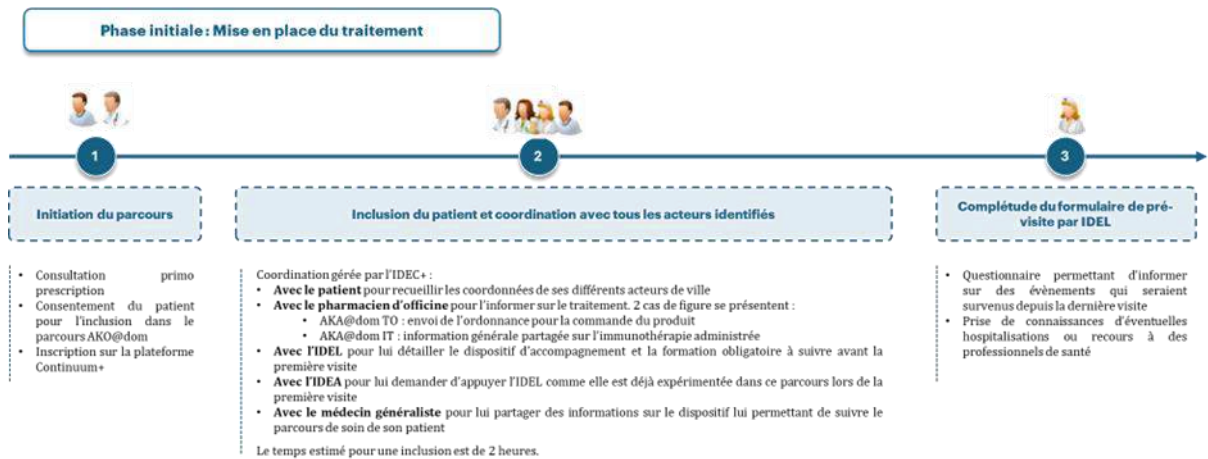 Phase initiale : Mise en place du traitement
1
2
3
Initiation du parcours
Inclusion du patient et coordination avec tous les acteurs identifiés
Complétude du formulaire de pré-
visite par IDEL
• Consultation primo
prescription
• Consentement du patient
pour l'inclusion dans le
parcours AKO@dom
• Inscription sur la plateforme
Continuum+
Coordination gérée par l'IDEC+ :
• Avec le patient pour recueillir les coordonnées de ses différents acteurs de ville
• Avec le pharmacien d'officine pour l'informer sur le traitement. 2 cas de figure se présentent :
• AKA@dom TO : envoi de l'ordonnance pour la commande du produit
• AKA@dom IT : information générale partagée sur l'immunothérapie administrée
• Avec l'IDEL pour lui détailler le dispositif d'accompagnement et la formation obligatoire à suivre avant la
première visite
• Avec l'IDEA pour lui demander d'appuyer l'IDEL comme elle est déjà expérimentée dans ce parcours lors de la
première visite
• Avec le médecin généraliste pour lui partager des informations sur le dispositif lui permettant de suivre le
parcours de soin de son patient
Le temps estimé pour une inclusion est de 2 heures.
• Questionnaire permettant d'informer
sur des évènements qui seraient
survenus depuis la dernière visite
• Prise de connaissances d'éventuelles
hospitalisations ou recours à des
professionnels de santé